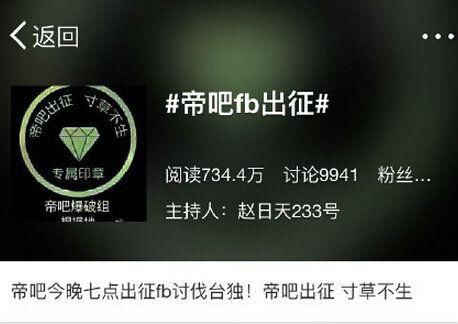 返回
#帝吧fb出征#
帝吧出征 寸草不生
专属印章
帝吧爆破组
阅读734.4万 讨论9941 粉丝...
主持人：赵日天233号
帝吧今晚七点出征fb讨伐台独！帝吧出征 寸草不生